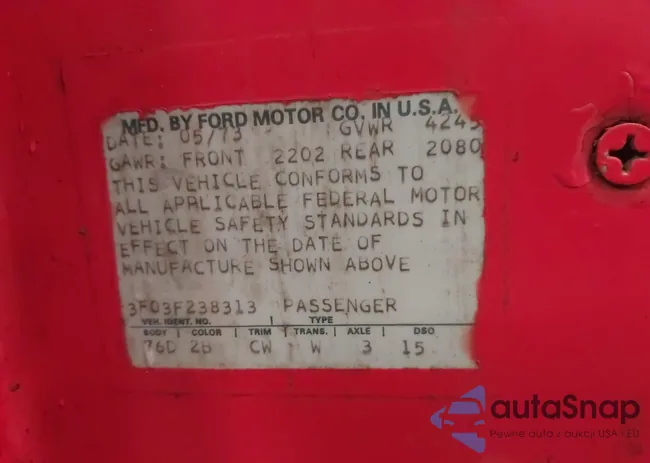 MFD. BY FORD MOTOR CO. IN U.S.A.
DATE: 05/73 GVWR 4245
GAWR: FRONT 2202 REAR 2080
THIS VEHICLE CONFORMS TO
ALL APPLICABLE FEDERAL MOTOR
VEHICLE SAFETY STANDARDS IN
EFFECT ON THE DATE OF
MANUFACTURE SHOWN ABOVE
3F03F238313 PASSENGER
VEH. IDENT. NO. | TYPE
BODY | COLOR | TRIM | TRANS. | AXLE | DSO
76D 2B CW W 3 15
autaSnap
Pewne auta z aukcji USA i EU